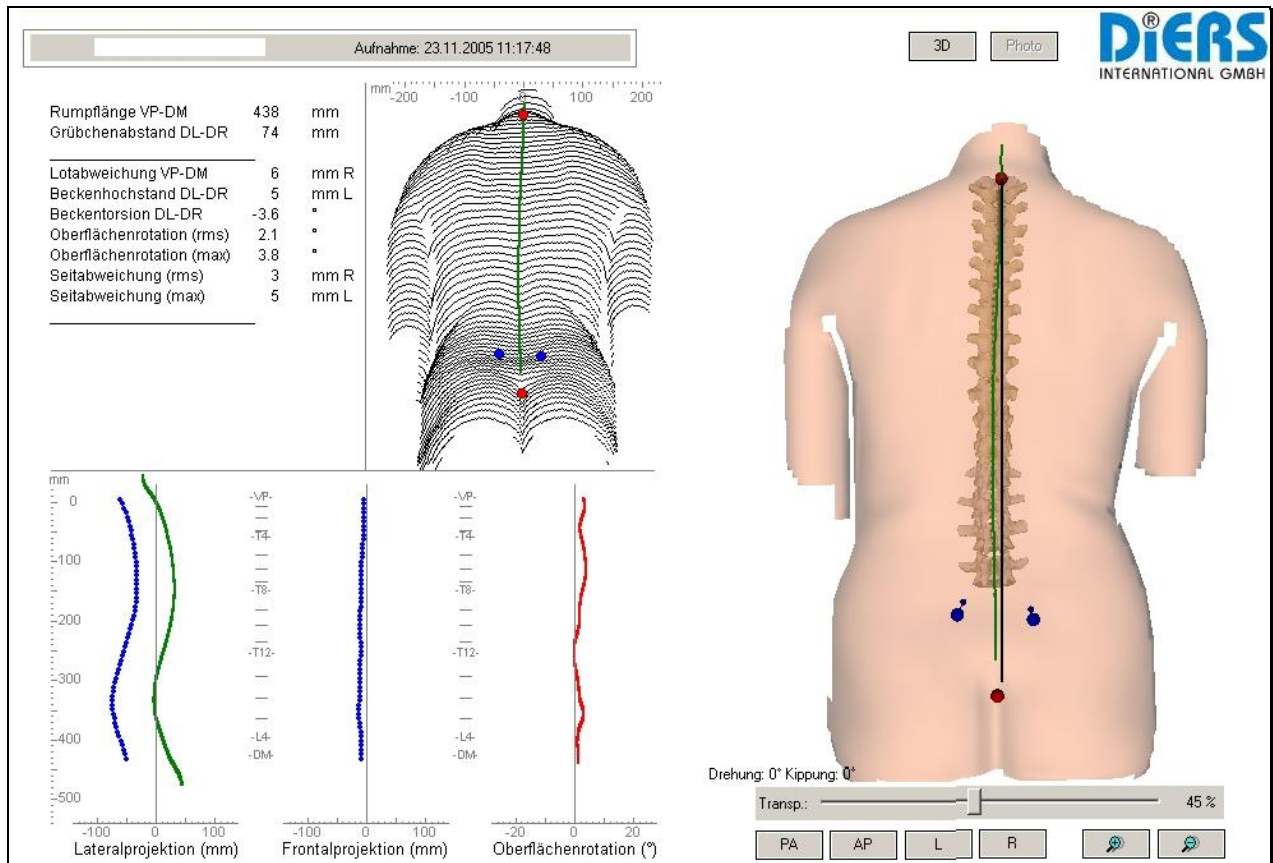 Aufnahme: 23.11.2005 11:17:48
3D
Photo
DiERS ®
INTERNATIONAL GMBH
Rumpflänge VP-DM 438 mm
Grübchenabstand DL-DR 74 mm
Lotabweichung VP-DM 6 mm R
Beckenhochstand DL-DR 5 mm L
Beckentorsion DL-DR -3.6 °
Oberflächenrotation (rms) 2.1 °
Oberflächenrotation (max) 3.8 °
Seitabweichung (rms) 3 mm R
Seitabweichung (max) 5 mm L
mm
-200 -100 0 100 200
mm
0
-100
-200
-300
-400
-500
-VP-
-T4-
-T8-
-T12-
-L4-
-DM-
-VP-
-T4-
-T8-
-T12-
-L4-
-DM-
-100 0 100
Lateralprojektion (mm)
-100 0 100
Frontalprojektion (mm)
-20 0 20
Oberflächenrotation (°)
Drehung: 0° Kippung: 0°
Transp.: 45 %
PA AP L R